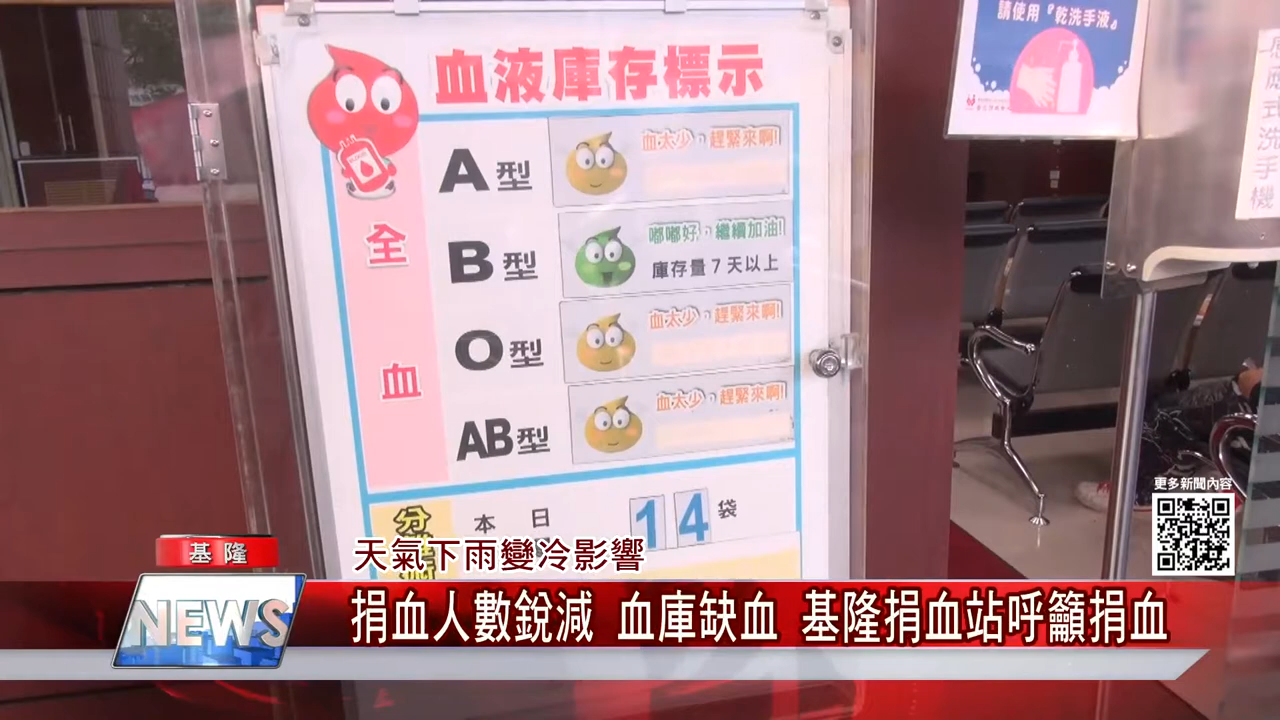 請使用『乾洗手液』
感應式洗手機
血液庫存標示
全血
A型
血太少，趕緊來啊!
B型
嘟嘟好，繼續加油!
庫存量7天以上
O型
血太少，趕緊來啊!
AB型
血太少，趕緊來啊!
本日
14袋
更多新聞內容
基隆
天氣下雨變冷影響
NEWS
捐血人數銳減 血庫缺血 基隆捐血站呼籲捐血